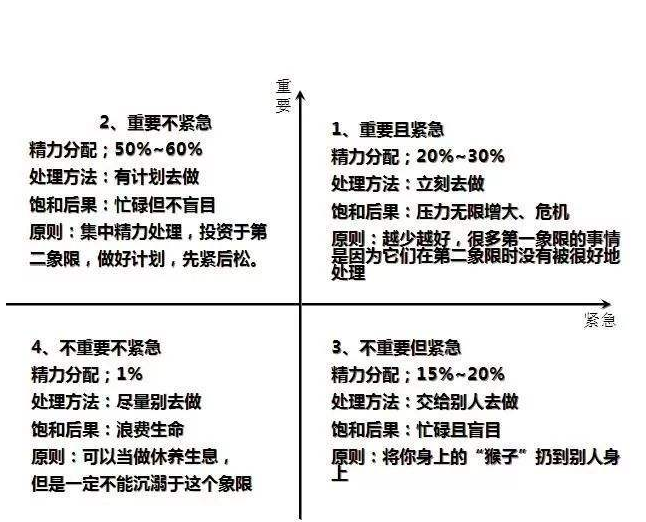 重
要
2、重要不紧急
精力分配；50%~60%
处理方法：有计划去做
饱和后果：忙碌但不盲目
原则：集中精力处理，投资于第
二象限，做好计划，先紧后松。
1、重要且紧急
精力分配；20%~30%
处理方法：立刻去做
饱和后果：压力无限增大、危机
原则：越少越好，很多第一象限的事情
是因为它们在第二象限时没有被很好地
处理
紧急
4、不重要不紧急
精力分配；1%
处理方法：尽量别去做
饱和后果：浪费生命
原则：可以当做休养生息，
但是一定不能沉溺于这个象限
3、不重要但紧急
精力分配；15%~20%
处理方法：交给别人去做
饱和后果：忙碌且盲目
原则：将你身上的“猴子”扔到别人身
上